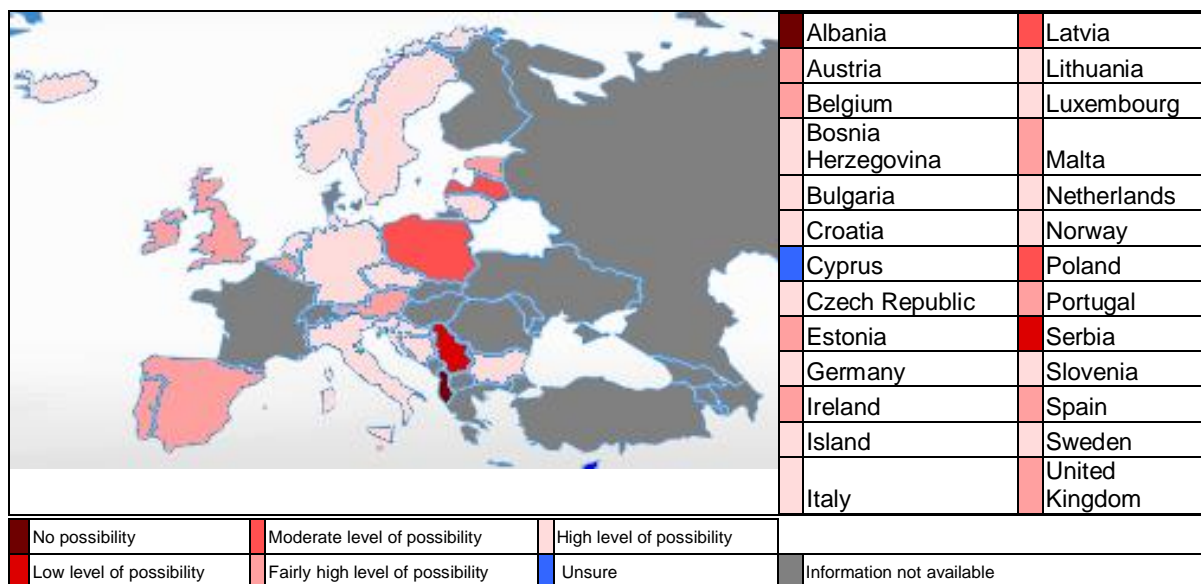 Albania Latvia
Austria Lithuania
Belgium Luxembourg
Bosnia
Herzegovina Malta
Bulgaria Netherlands
Croatia Norway
Cyprus Poland
Czech Republic Portugal
Estonia Serbia
Germany Slovenia
Ireland Spain
Island Sweden
Italy United
Kingdom
No possibility Moderate level of possibility High level of possibility
Low level of possibility Fairly high level of possibility Unsure Information not available